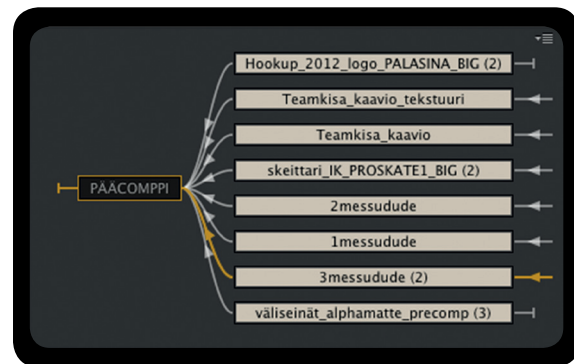 Hookup_2012_logo_PALASINA_BIG (2)
Teamkisa_kaavio_tekstuuri
Teamkisa_kaavio
skeittari_IK_PROSKATE1_BIG (2)
PÄÄCOMPPI
2messudude
1messudude
3messudude (2)
väliseinät_alphamatte_precomp (3)